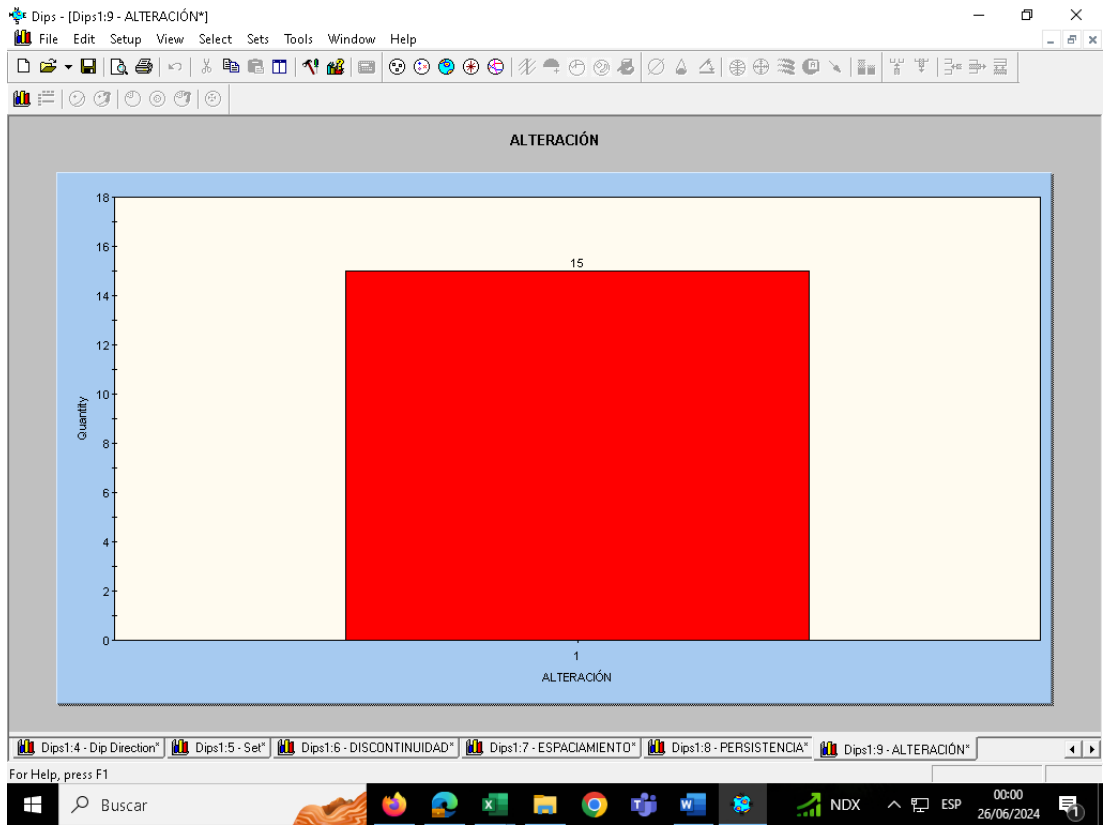 Dips - [Dips1:9 - ALTERACIÓN*]
File Edit Setup View Select Sets Tools Window Help
ALTERACIÓN
18
16
14
12
10
8
6
4
2
0
Quantity
15
1
ALTERACIÓN
Dips1:4 - Dip Direction* Dips1:5 - Set* Dips1:6 - DISCONTINUIDAD* Dips1:7 - ESPACIAMIENTO* Dips1:8 - PERSISTENCIA* Dips1:9 - ALTERACIÓN*
For Help, press F1
Buscar NDX ESP 00:00
26/06/2024 1